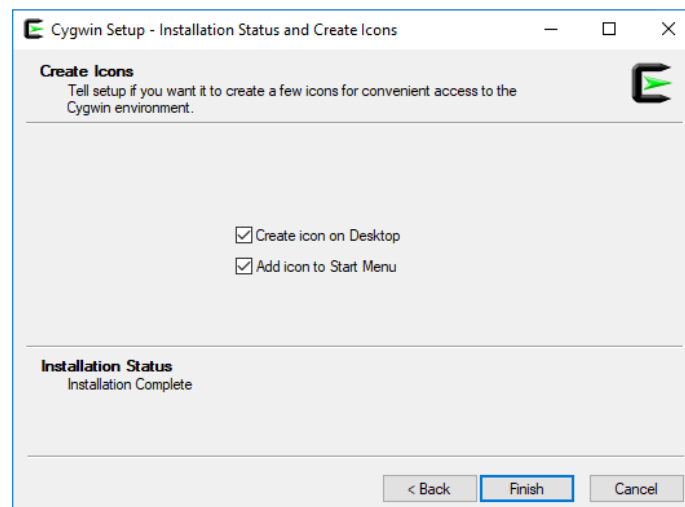 Cygwin Setup - Installation Status and Create Icons
Create Icons
Tell setup if you want it to create a few icons for convenient access to the
Cygwin environment.
Create icon on Desktop
Add icon to Start Menu
Installation Status
Installation Complete
< Back Finish Cancel